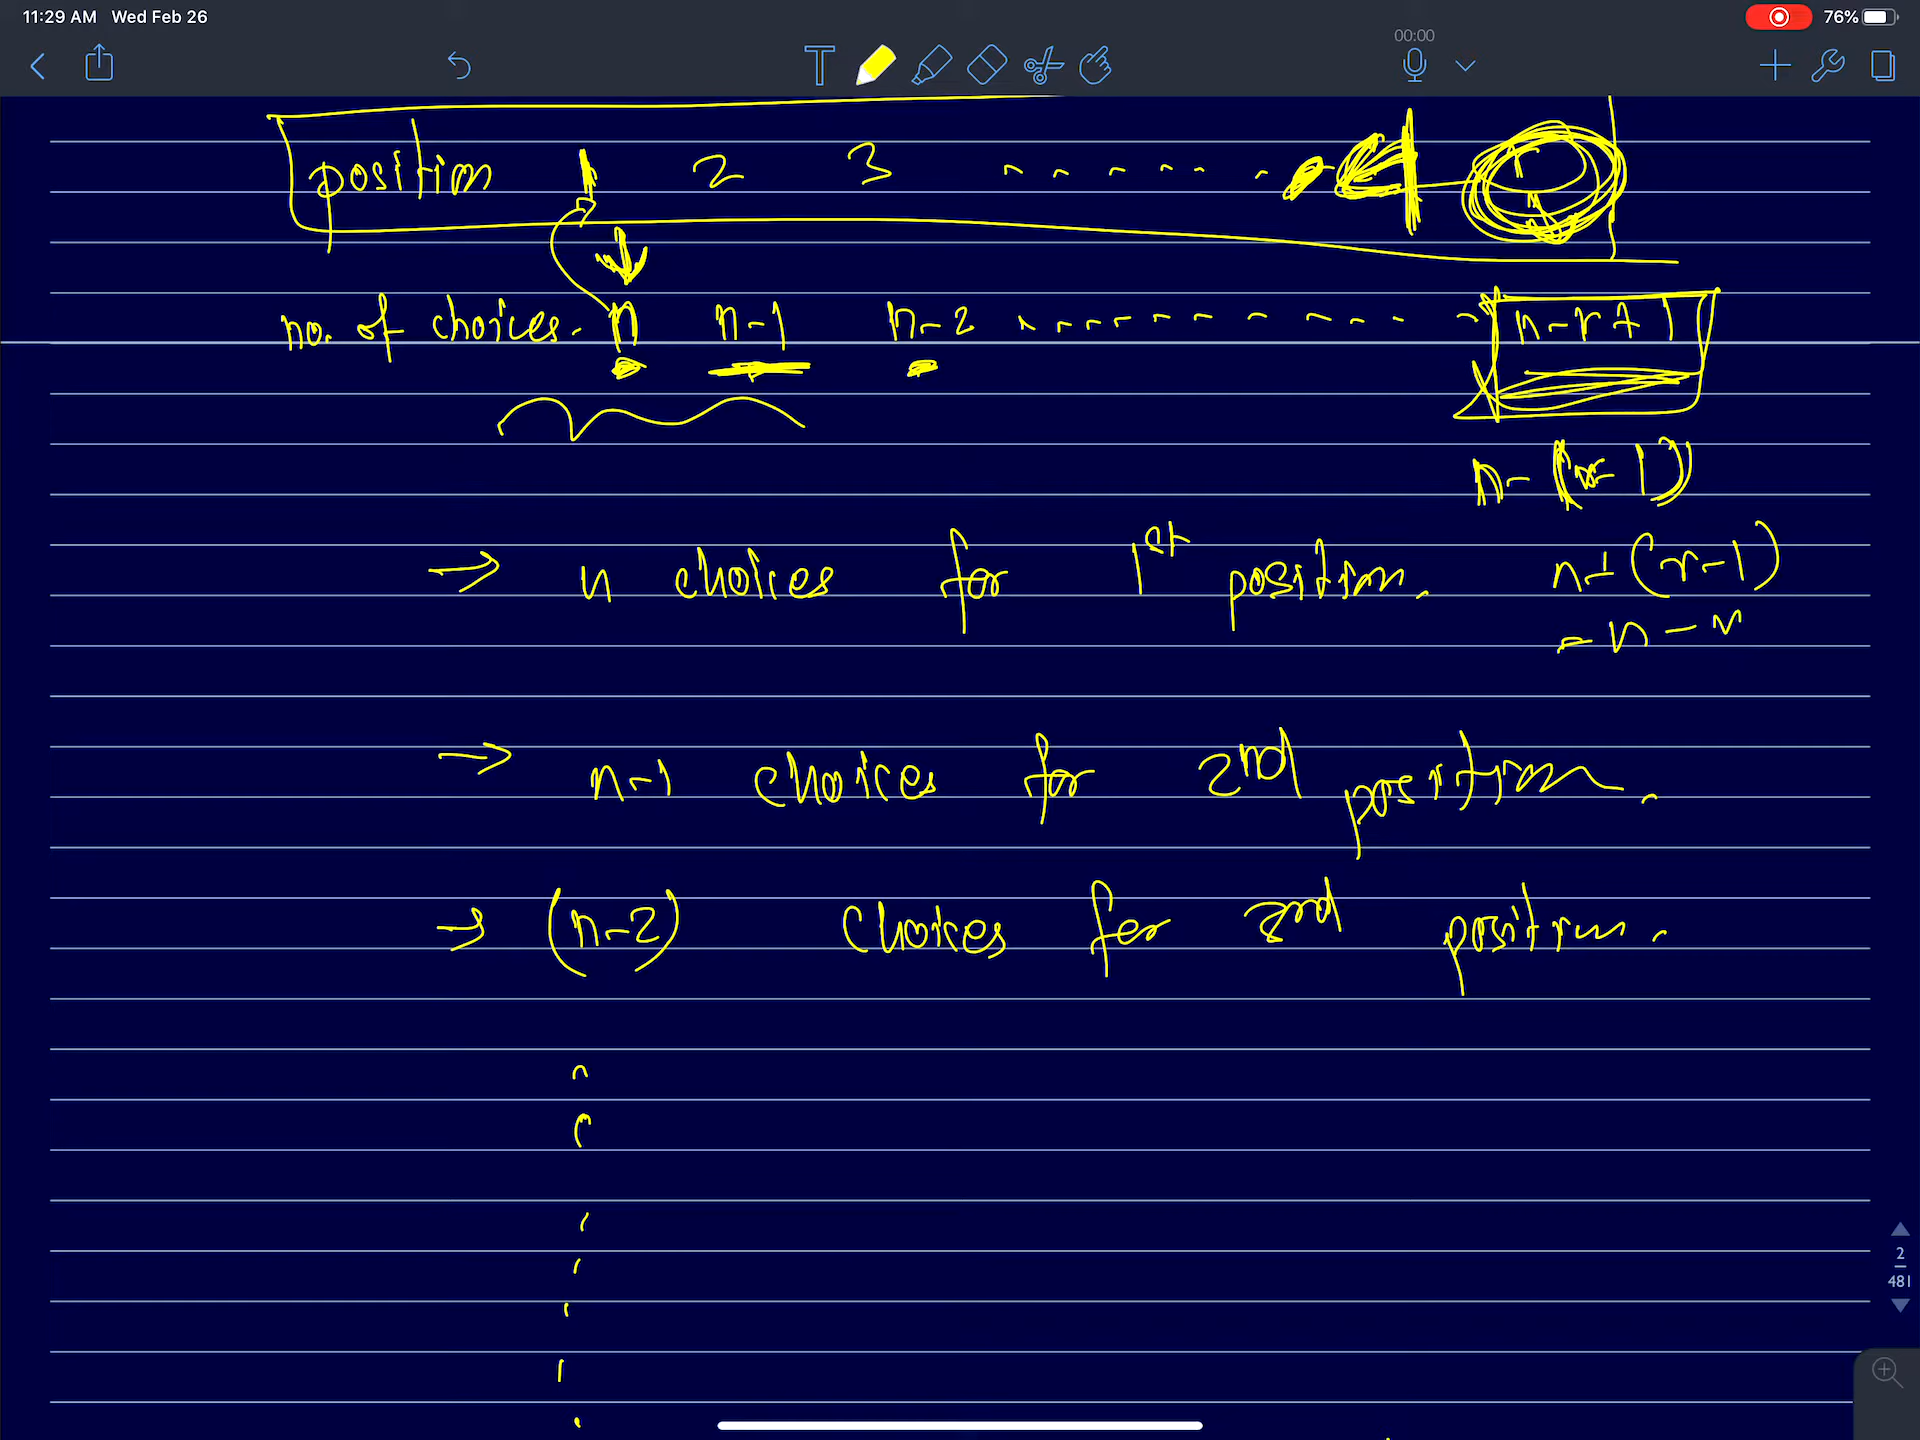 11:29 AM Wed Feb 26
76%
00:00
position 1 2 3 ........ r
no. of choices. n n-1 n-2 ............. n-r+1
n-(r-1)
→ n choices for 1st position. n-(r-1)
= n-r
→ n-1 choices for 2nd position.
→ (n-2) choices for 3rd position.
2
481